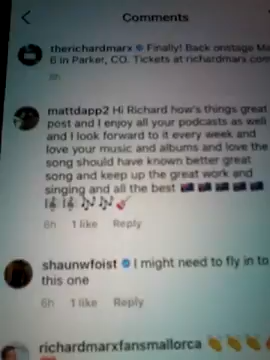 Comments
therichardmarx Finally! Back onstage Ma
6 in Parker, CO. Tickets at richardmarx.com
8h
mattdapp2 Hi Richard how's things great
post and I enjoy all your podcasts as well
and I look forward to it every week and
love your music and albums and love the
song should have known better great
song and keep up the great work and
singing and all the best 🇦🇺🇦🇺🇦🇺🇦🇺🇦🇺
🎼🎼🎶🎶🎸
6h 1 like Reply
shaunwfoist I might need to fly in to
this one
6h 1 like Reply
richardmarxfansmallorca 👏👏👏